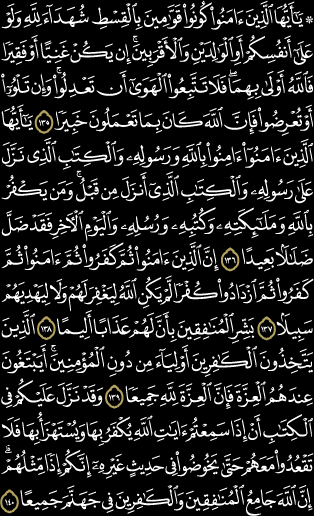 ۞ يَٰٓأَيُّهَا ٱلَّذِينَ ءَامَنُوا۟ كُونُوا۟ قَوَّٰمِينَ بِٱلْقِسْطِ شُهَدَآءَ لِلَّهِ وَلَوْ
عَلَىٰٓ أَنفُسِكُمْ أَوِ ٱلْوَٰلِدَيْنِ وَٱلْأَقْرَبِينَ ۚ إِن يَكُنْ غَنِيًّا أَوْ فَقِيرًا
فَٱللَّهُ أَوْلَىٰ بِهِمَا ۖ فَلَا تَتَّبِعُوا۟ ٱلْهَوَىٰٓ أَن تَعْدِلُوا۟ ۚ وَإِن تَلْوُۥٓا۟
أَوْ تُعْرِضُوا۟ فَإِنَّ ٱللَّهَ كَانَ بِمَا تَعْمَلُونَ خَبِيرًا ١٣٥ يَٰٓأَيُّهَا
ٱلَّذِينَ ءَامَنُوٓا۟ ءَامِنُوا۟ بِٱللَّهِ وَرَسُولِهِۦ وَٱلْكِتَٰبِ ٱلَّذِى نَزَّلَ
عَلَىٰ رَسُولِهِۦ وَٱلْكِتَٰبِ ٱلَّذِىٓ أَنزَلَ مِن قَبْلُ ۚ وَمَن يَكْفُرْ
بِٱللَّهِ وَمَلَٰٓئِكَتِهِۦ وَكُتُبِهِۦ وَرُسُلِهِۦ وَٱلْيَوْمِ ٱلْـَٔاخِرِ فَقَدْ ضَلَّ
ضَلَٰلًۢا بَعِيدًا ١٣٦ إِنَّ ٱلَّذِينَ ءَامَنُوا۟ ثُمَّ كَفَرُوا۟ ثُمَّ ءَامَنُوا۟ ثُمَّ
كَفَرُوا۟ ثُمَّ ٱزْدَادُوا۟ كُفْرًا لَّمْ يَكُنِ ٱللَّهُ لِيَغْفِرَ لَهُمْ وَلَا لِيَهْدِيَهُمْ
سَبِيلًۢا ١٣٧ بَشِّرِ ٱلْمُنَٰفِقِينَ بِأَنَّ لَهُمْ عَذَابًا أَلِيمًا ١٣٨ ٱلَّذِينَ
يَتَّخِذُونَ ٱلْكَٰفِرِينَ أَوْلِيَآءَ مِن دُونِ ٱلْمُؤْمِنِينَ ۚ أَيَبْتَغُونَ
عِندَهُمُ ٱلْعِزَّةَ فَإِنَّ ٱلْعِزَّةَ لِلَّهِ جَمِيعًا ١٣٩ وَقَدْ نَزَّلَ عَلَيْكُمْ فِى
ٱلْكِتَٰبِ أَنْ إِذَا سَمِعْتُمْ ءَايَٰتِ ٱللَّهِ يُكْفَرُ بِهَا وَيُسْتَهْزَأُ بِهَا فَلَا
تَقْعُدُوا۟ مَعَهُمْ حَتَّىٰ يَخُوضُوا۟ فِى حَدِيثٍ غَيْرِهِۦٓ ۚ إِنَّكُمْ إِذًا مِّثْلُهُمْ ۗ
إِنَّ ٱللَّهَ جَامِعُ ٱلْمُنَٰفِقِينَ وَٱلْكَٰفِرِينَ فِى جَهَنَّمَ جَمِيعًا ١٤٠